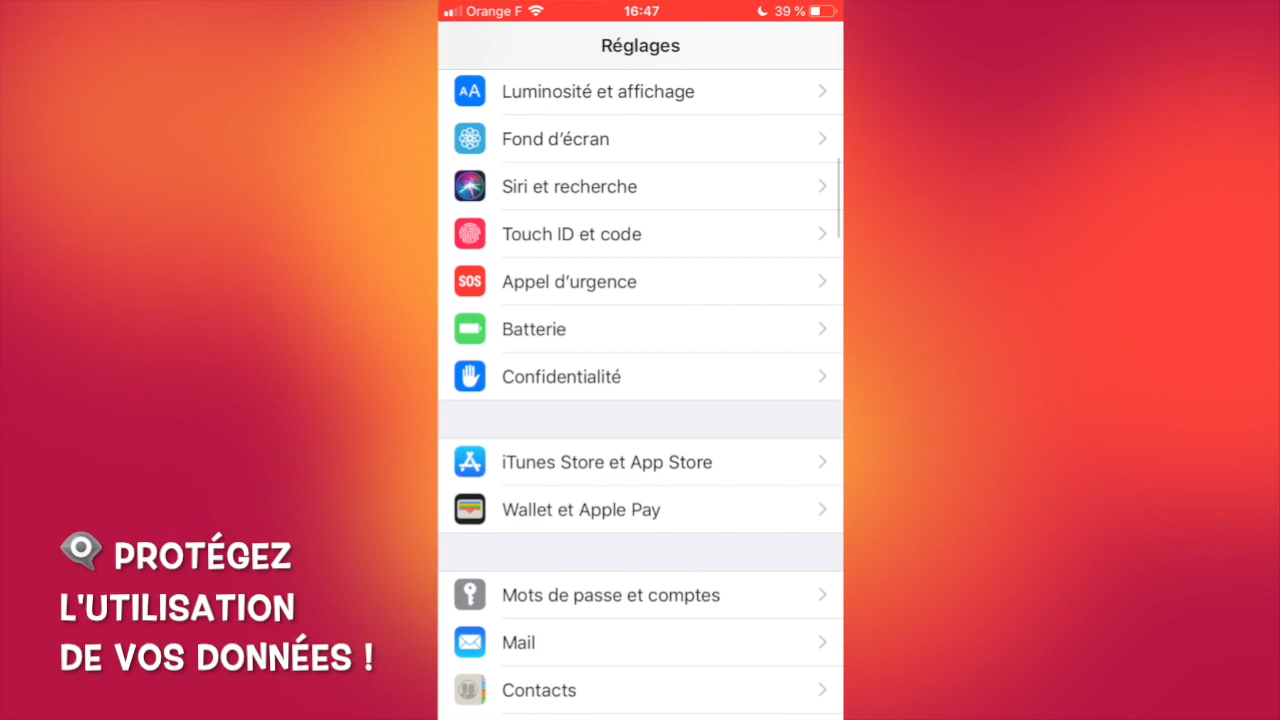 Orange F 16:47 39 %
Réglages
AA Luminosité et affichage
Fond d’écran
Siri et recherche
Touch ID et code
SOS Appel d’urgence
Batterie
Confidentialité
iTunes Store et App Store
Wallet et Apple Pay
Mots de passe et comptes
Mail
Contacts
PROTÉGEZ
L'UTILISATION
DE VOS DONNÉES !